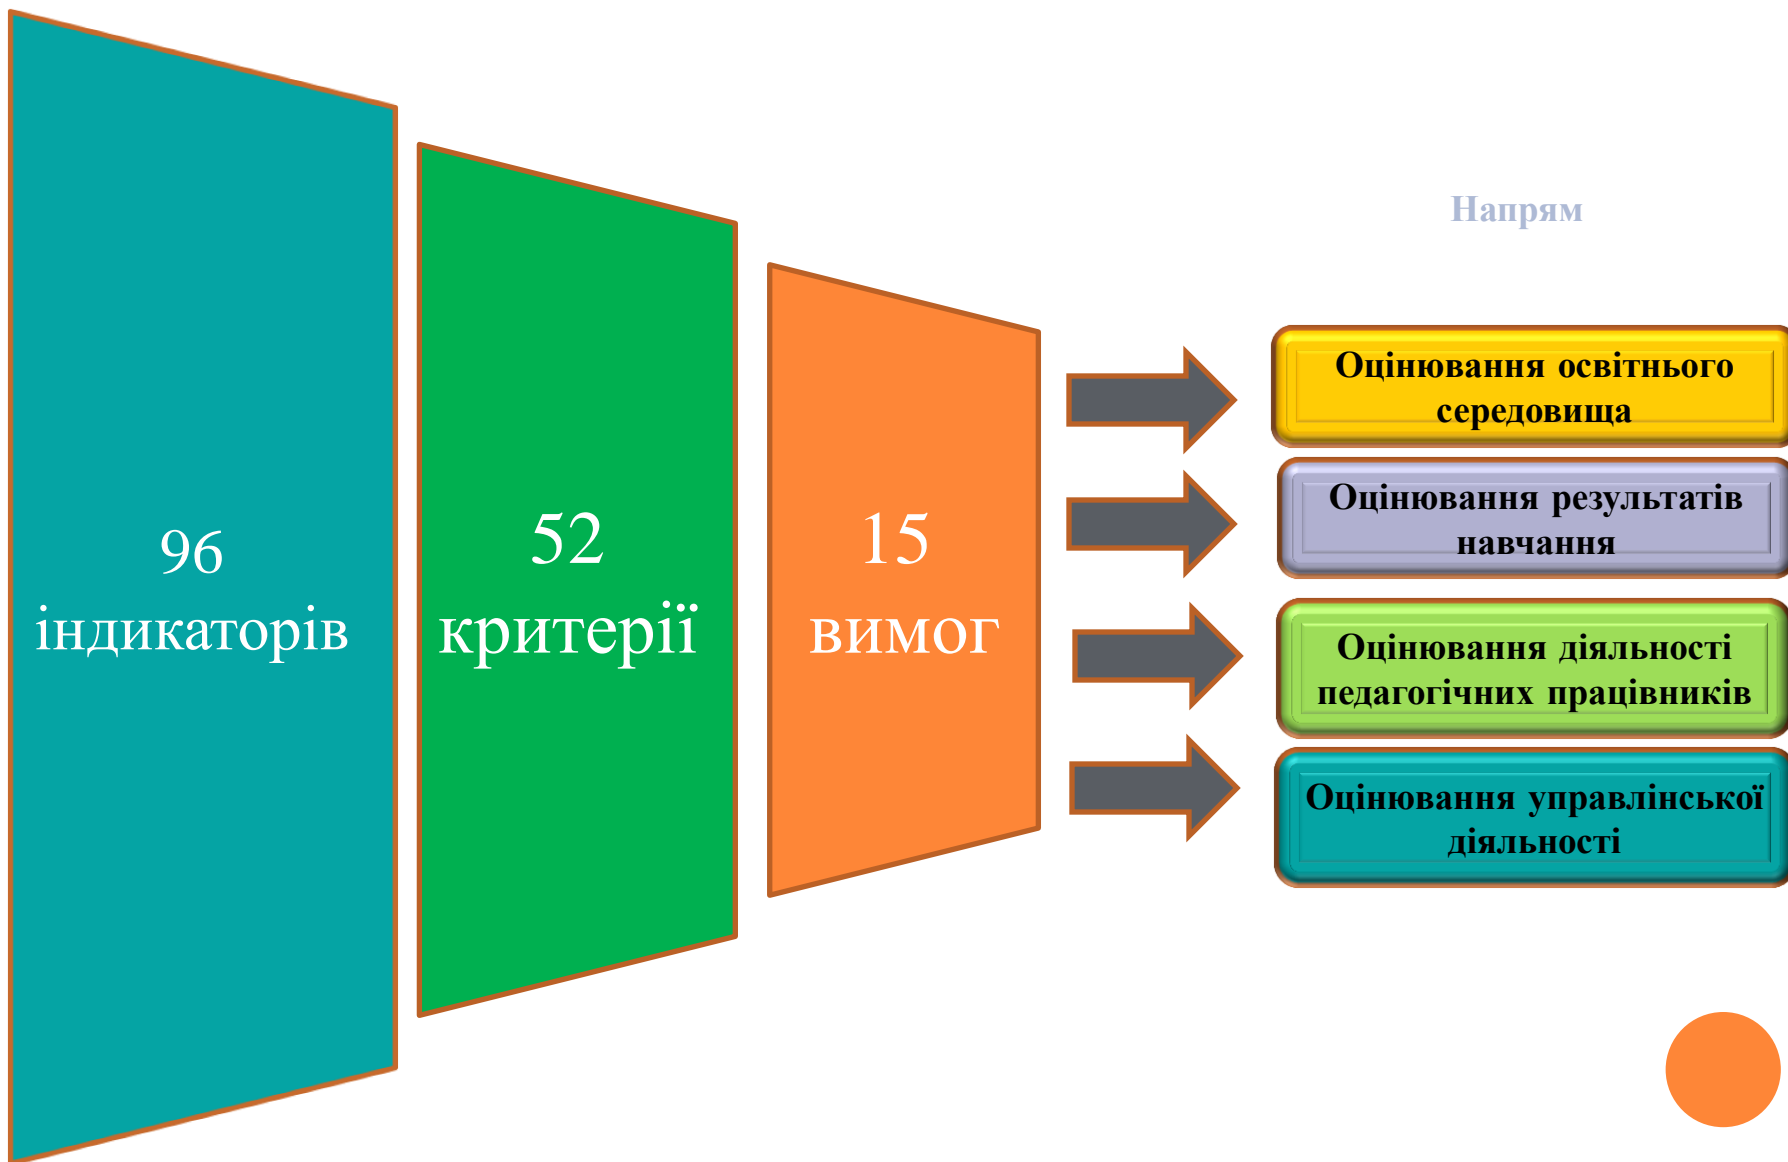 96
індикаторів
52
критерії
15
вимог
Напрям
Оцінювання освітнього
середовища
Оцінювання результатів
навчання
Оцінювання діяльності
педагогічних працівників
Оцінювання управлінської
діяльності